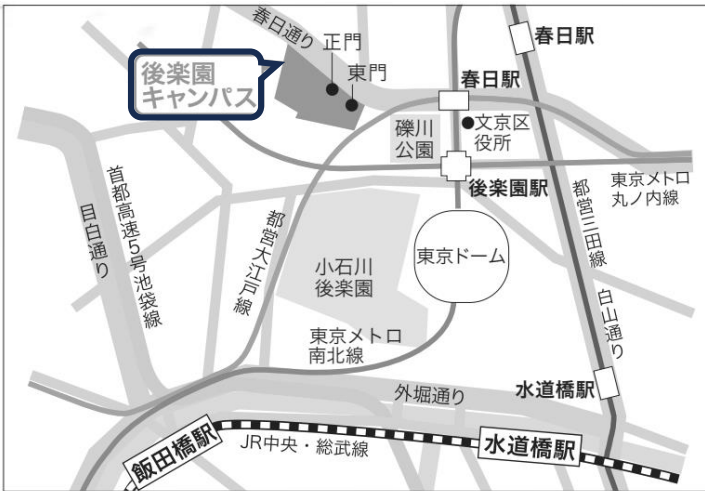 春日通り
正門
東門
後楽園
キャンパス
春日駅
春日駅
文京区
役所
礫川
公園
後楽園駅
東京メトロ
丸ノ内線
首都高速5号池袋線
目白通り
都営大江戸線
都営三田線
白山通り
小石川
後楽園
東京ドーム
東京メトロ
南北線
外堀通り
水道橋駅
飯田橋駅
JR中央・総武線
水道橋駅